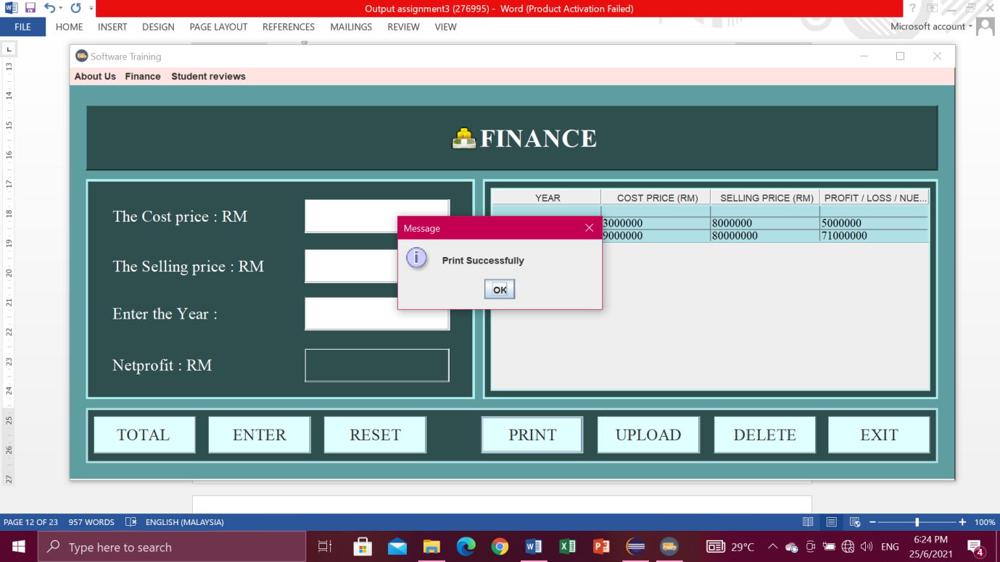 Output assignment3 (276995) - Word (Product Activation Failed)
FILE HOME INSERT DESIGN PAGE LAYOUT REFERENCES MAILINGS REVIEW VIEW
Microsoft account
Software Training
About Us Finance Student reviews
FINANCE
The Cost price : RM
The Selling price : RM
Enter the Year :
Netprofit : RM
YEAR COST PRICE (RM) SELLING PRICE (RM) PROFIT / LOSS / NUE...
3000000 8000000 5000000
9000000 80000000 71000000
Message
Print Successfully
OK
TOTAL ENTER RESET PRINT UPLOAD DELETE EXIT
13
14
15
16
17
18
19
20
21
22
23
24
25
26
27
PAGE 12 OF 23 957 WORDS ENGLISH (MALAYSIA) 100%
Type here to search
29°C ENG
6:24 PM
25/6/2021
4